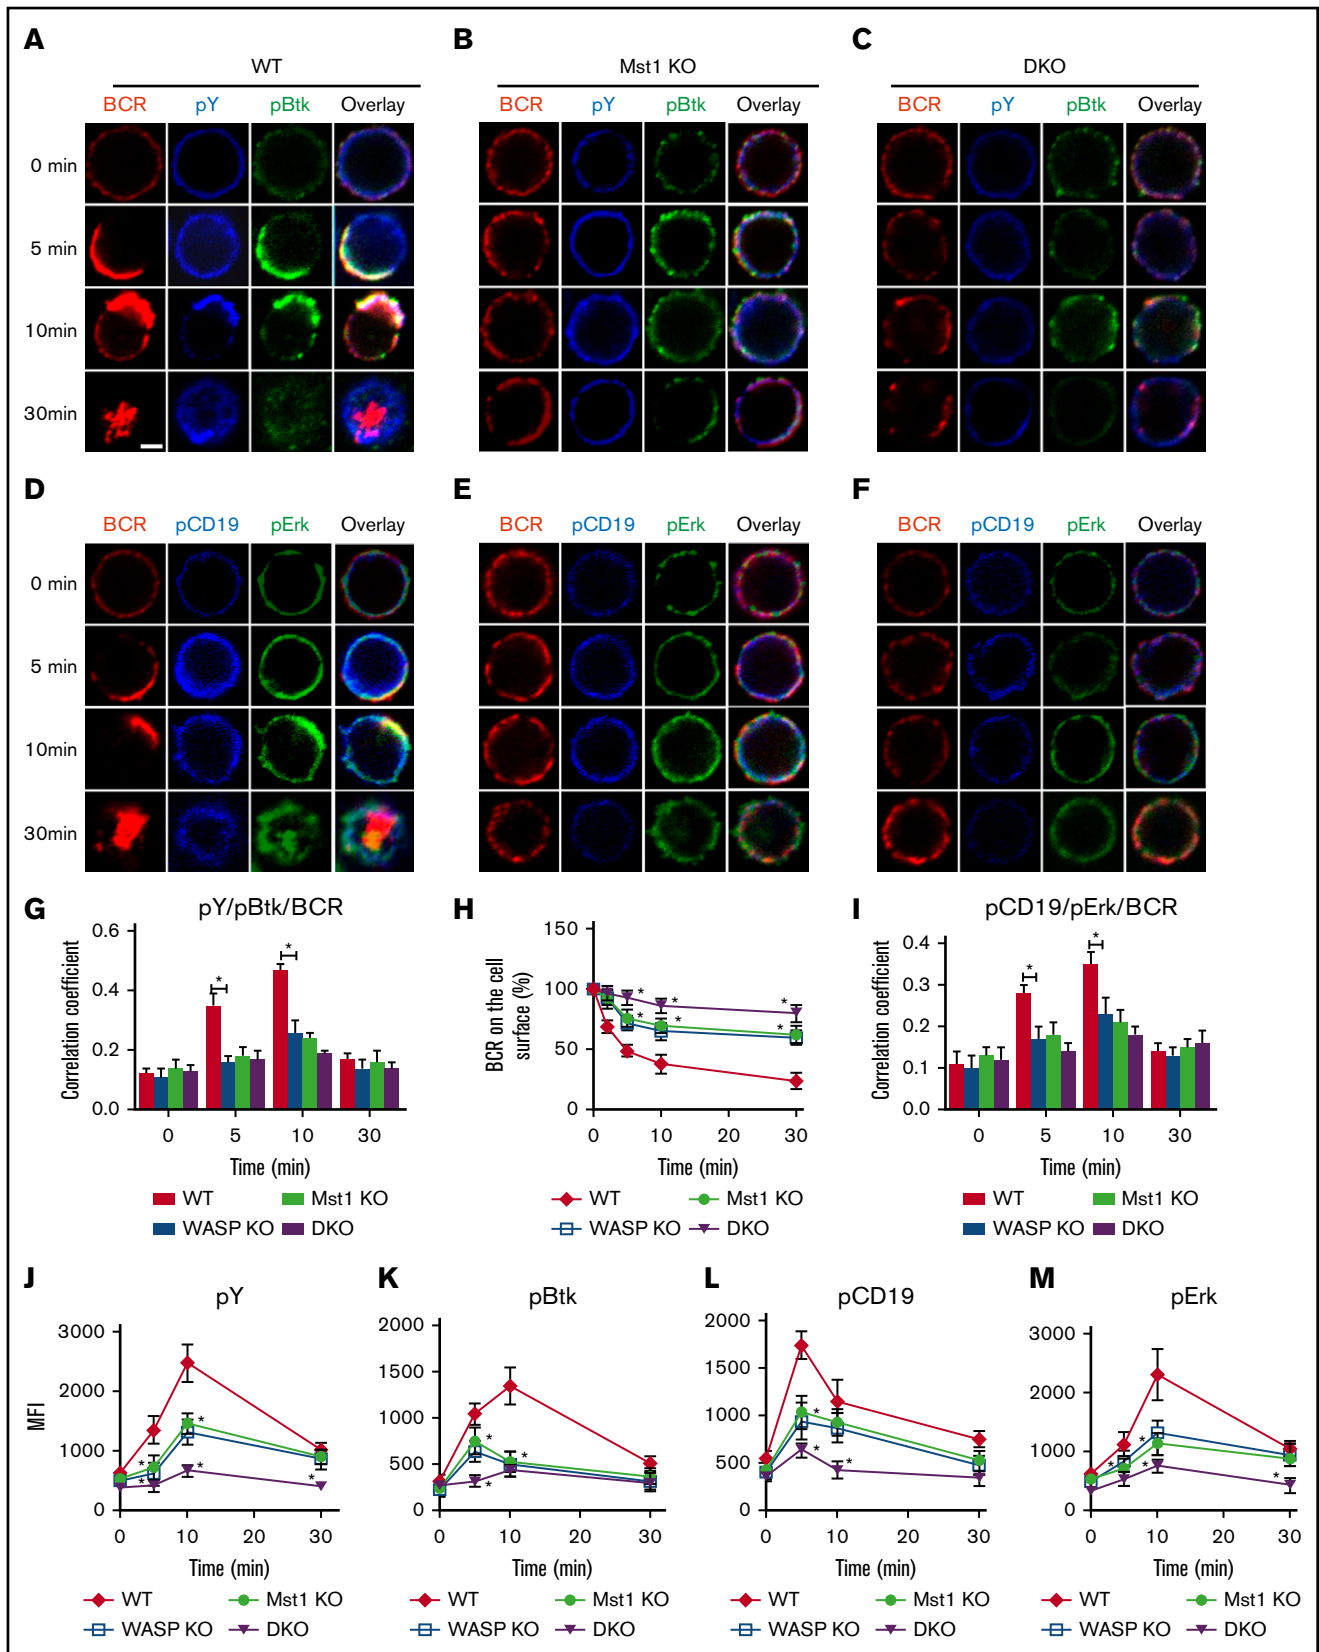 A
B
C
WT
Mst1 KO
DKO
BCR pY pBtk Overlay
BCR pY pBtk Overlay
BCR pY pBtk Overlay
0 min
5 min
10min
30min
D
E
F
BCR pCD19 pErk Overlay
BCR pCD19 pErk Overlay
BCR pCD19 pErk Overlay
0 min
5 min
10min
30min
G
pY/pBtk/BCR
Correlation coefficient
0.6
0.4
0.2
0.0
* *
0 5 10 30
Time (min)
WT Mst1 KO
WASP KO DKO
H
BCR on the cell
surface (%)
150
100
50
0
* * *
* * *
0 10 20 30
Time (min)
WT Mst1 KO
WASP KO DKO
I
pCD19/pErk/BCR
Correlation coefficient
0.4
0.3
0.2
0.1
0.0
* *
0 5 10 30
Time (min)
WT Mst1 KO
WASP KO DKO
J
pY
MFI
3000
2000
1000
0
* *
* * *
0 10 20 30
Time (min)
WT Mst1 KO
WASP KO DKO
K
pBtk
2000
1500
1000
500
0
* *
*
0 10 20 30
Time (min)
WT Mst1 KO
WASP KO DKO
L
pCD19
2000
1500
1000
500
0
*
* *
0 10 20 30
Time (min)
WT Mst1 KO
WASP KO DKO
M
pErk
3000
2000
1000
0
* *
* *
0 10 20 30
Time (min)
WT Mst1 KO
WASP KO DKO